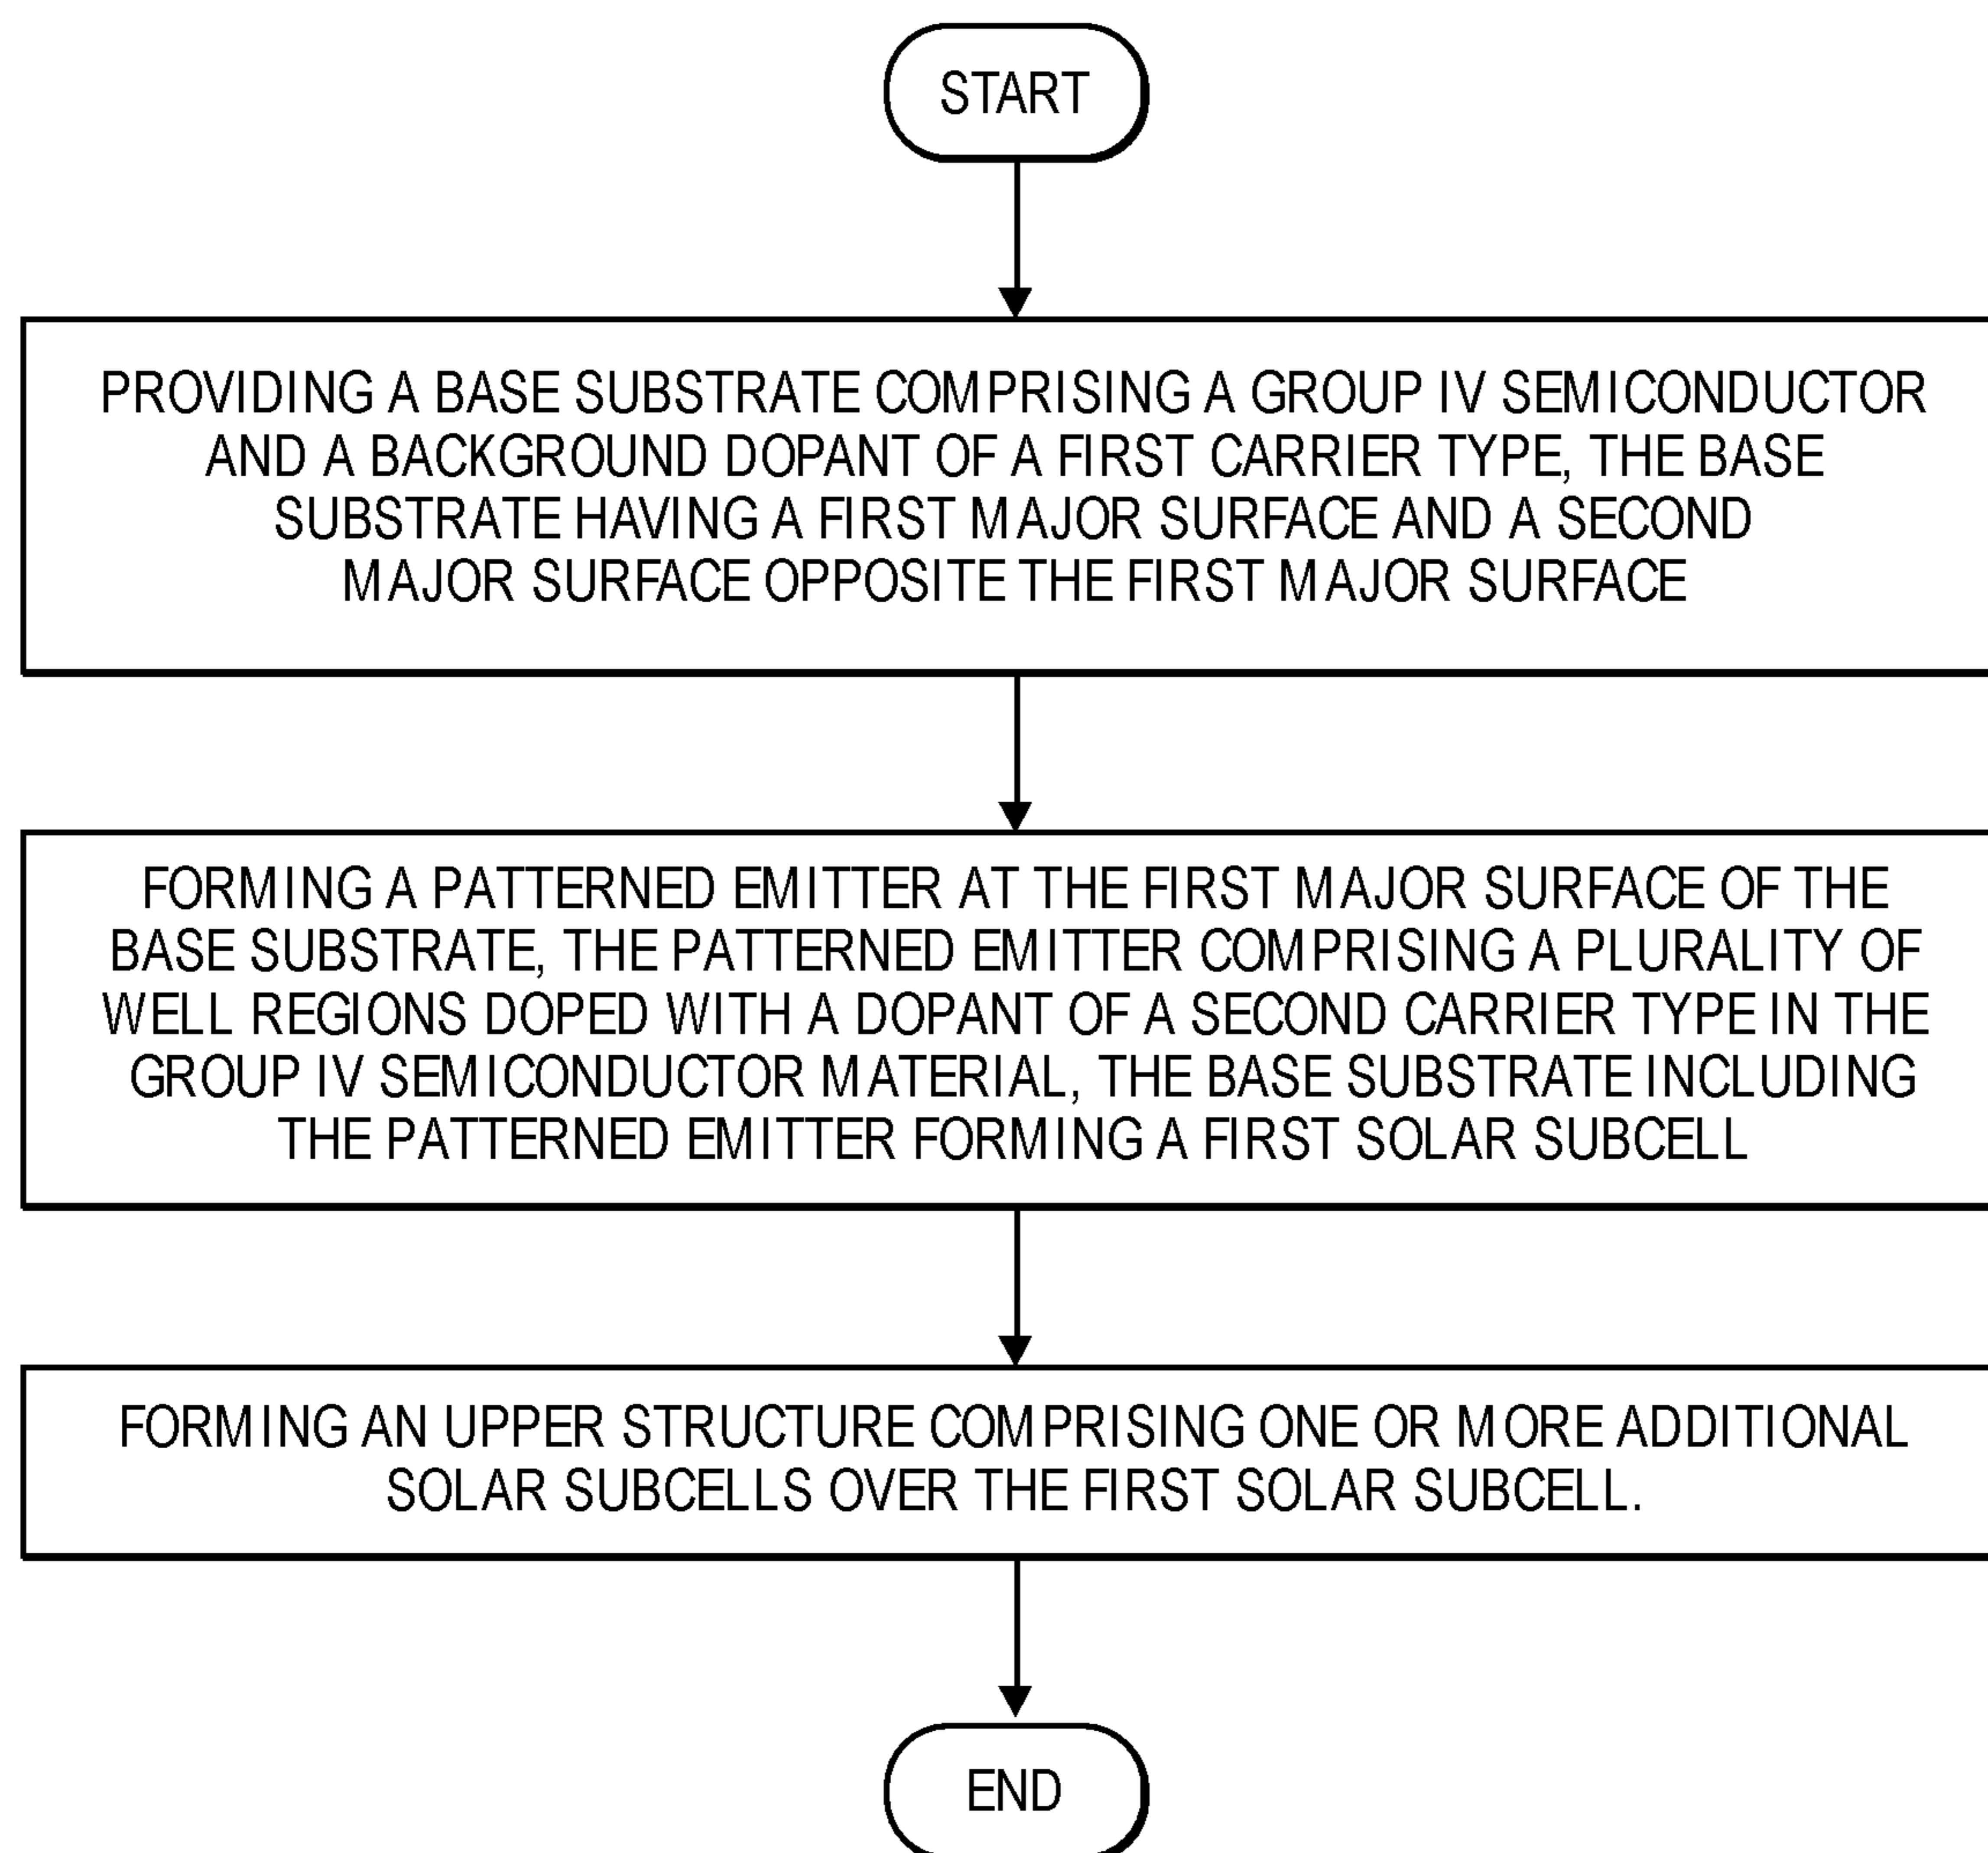 START
PROVIDING A BASE SUBSTRATE COMPRISING A GROUP IV SEMICONDUCTOR
AND A BACKGROUND DOPANT OF A FIRST CARRIER TYPE, THE BASE
SUBSTRATE HAVING A FIRST MAJOR SURFACE AND A SECOND
MAJOR SURFACE OPPOSITE THE FIRST MAJOR SURFACE
FORMING A PATTERNED EMITTER AT THE FIRST MAJOR SURFACE OF THE
BASE SUBSTRATE, THE PATTERNED EMITTER COMPRISING A PLURALITY OF
WELL REGIONS DOPED WITH A DOPANT OF A SECOND CARRIER TYPE IN THE
GROUP IV SEMICONDUCTOR MATERIAL, THE BASE SUBSTRATE INCLUDING
THE PATTERNED EMITTER FORMING A FIRST SOLAR SUBCELL
FORMING AN UPPER STRUCTURE COMPRISING ONE OR MORE ADDITIONAL
SOLAR SUBCELLS OVER THE FIRST SOLAR SUBCELL.
END